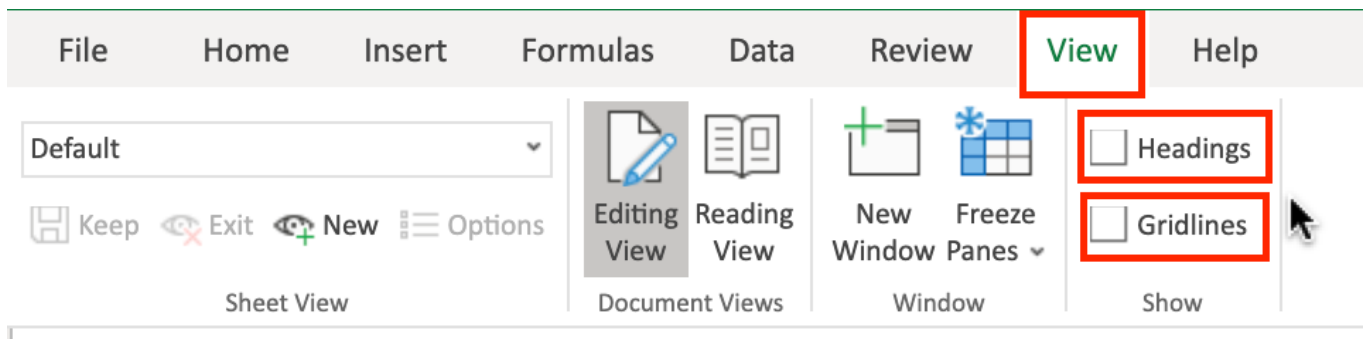 File Home Insert Formulas Data Review View Help
Default
Keep Exit New Options
Sheet View
Editing View
Reading View
Document Views
New Window
Freeze Panes
Window
Headings
Gridlines
Show